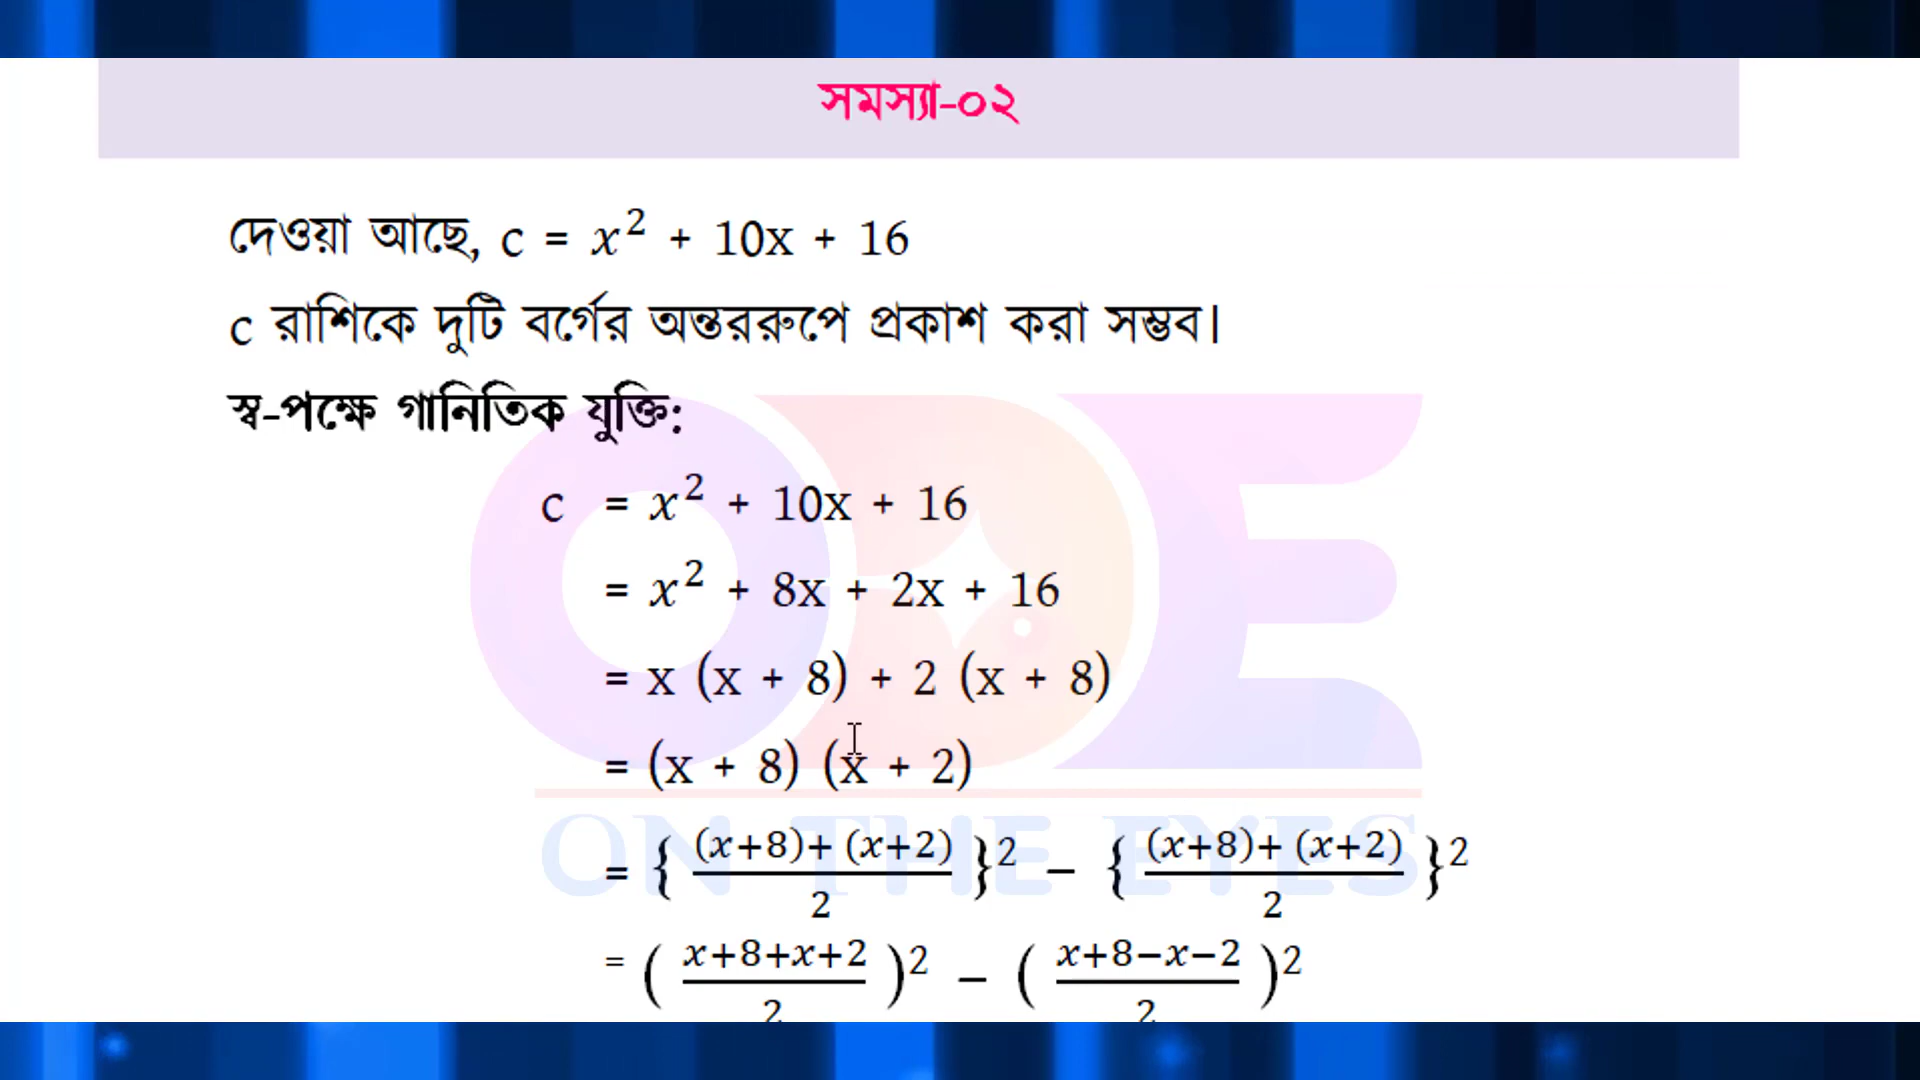 সমস্যা-০২
দেওয়া আছে, c = x² + 10x + 16
c রাশিকে দুটি বর্গের অন্তররুপে প্রকাশ করা সম্ভব।
স্ব-পক্ষে গানিতিক যুক্তি:
c = x² + 10x + 16
= x² + 8x + 2x + 16
= x (x + 8) + 2 (x + 8)
= (x + 8) (x + 2)
= { (x+8)+ (x+2) / 2 }² − { (x+8)+ (x+2) / 2 }²
= ( x+8+x+2 / 2 )² − ( x+8−x−2 / 2 )²
ODE
ON THE EYES